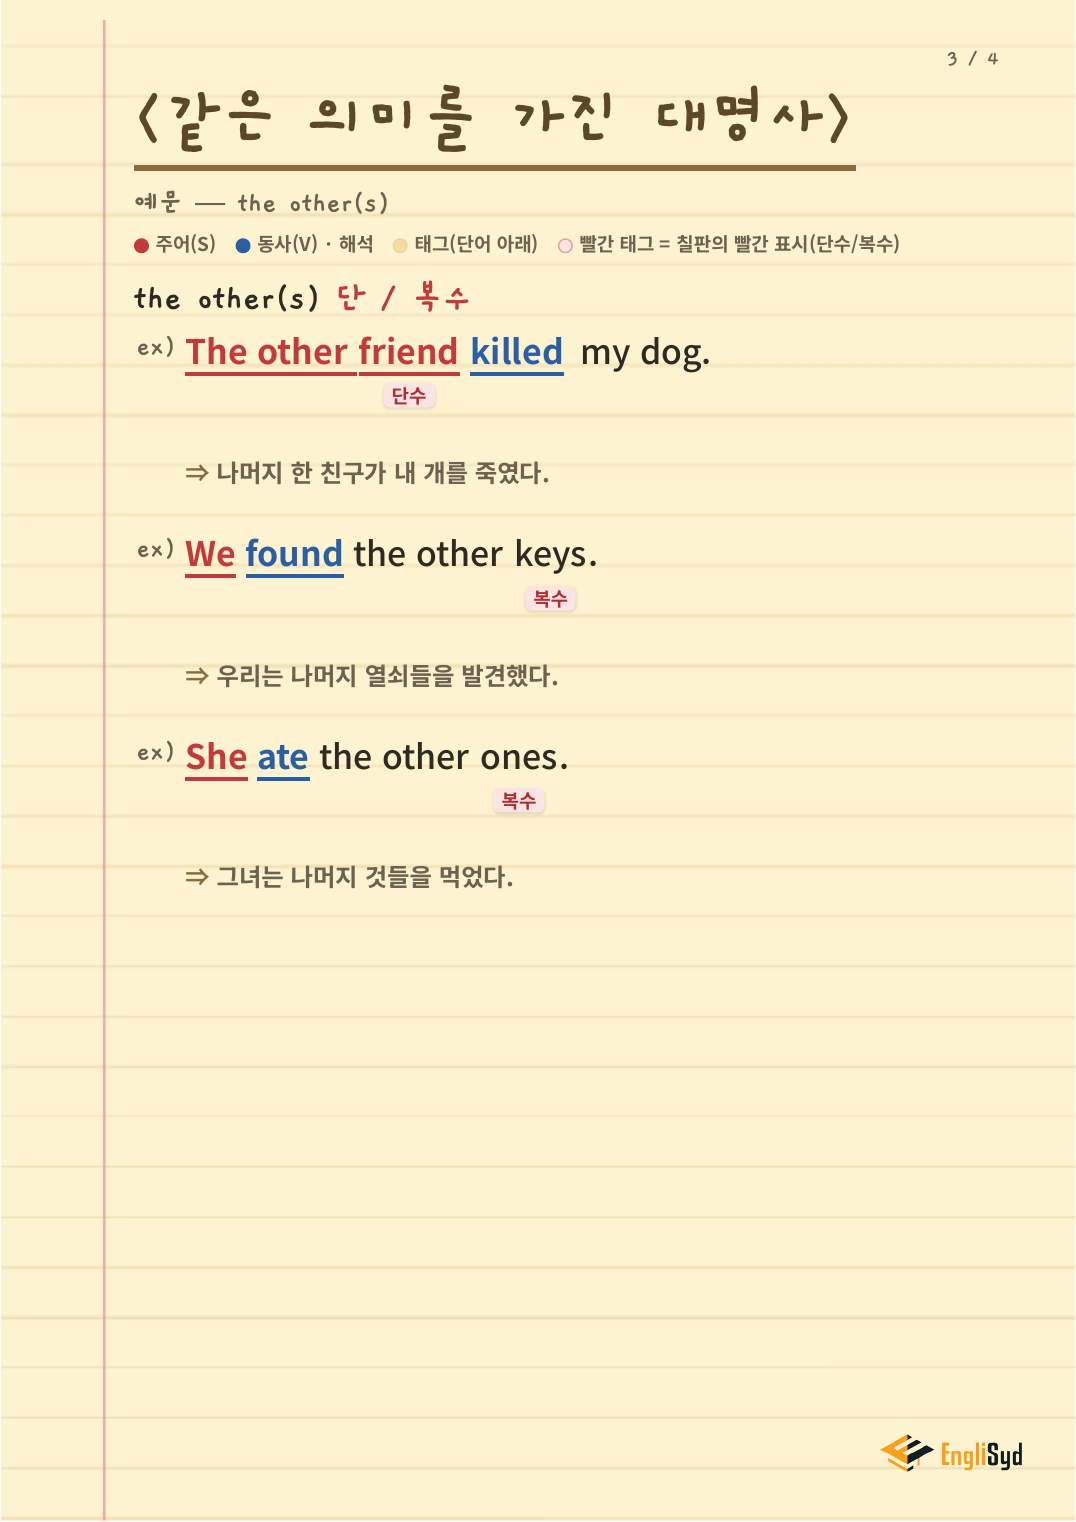 3 / 4
<같은 의미를 가진 대명사>
예문 — the other(s)
주어(S) 동사(V) · 해석 태그(단어 아래) 빨간 태그 = 칠판의 빨간 표시(단수/복수)
the other(s) 단 / 복수
ex) The other friend killed my dog.
단수
⇒ 나머지 한 친구가 내 개를 죽였다.
ex) We found the other keys.
복수
⇒ 우리는 나머지 열쇠들을 발견했다.
ex) She ate the other ones.
복수
⇒ 그녀는 나머지 것들을 먹었다.
EngliSyd